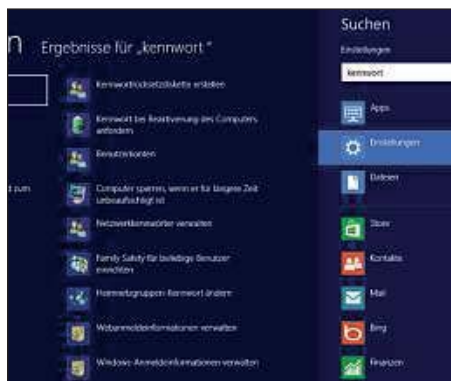 n
Ergebnisse für „kennwort“
Kennwortrücksetzdiskette erstellen
Kennwort bei Reaktivierung des Computers
anfordern
Benutzerkonten
Computer sperren, wenn er für längere Zeit
unbeaufsichtigt ist
Netzwerkkennwörter verwalten
Family Safety für beliebige Benutzer
einrichten
Heimnetzgruppen-Kennwort ändern
Webanmeldeinformationen verwalten
Windows-Anmeldeinformationen verwalten
zum
Suchen
Einstellungen
kennwort
Apps
Einstellungen
Dateien
Store
Kontakte
Mail
Bing
Finanzen